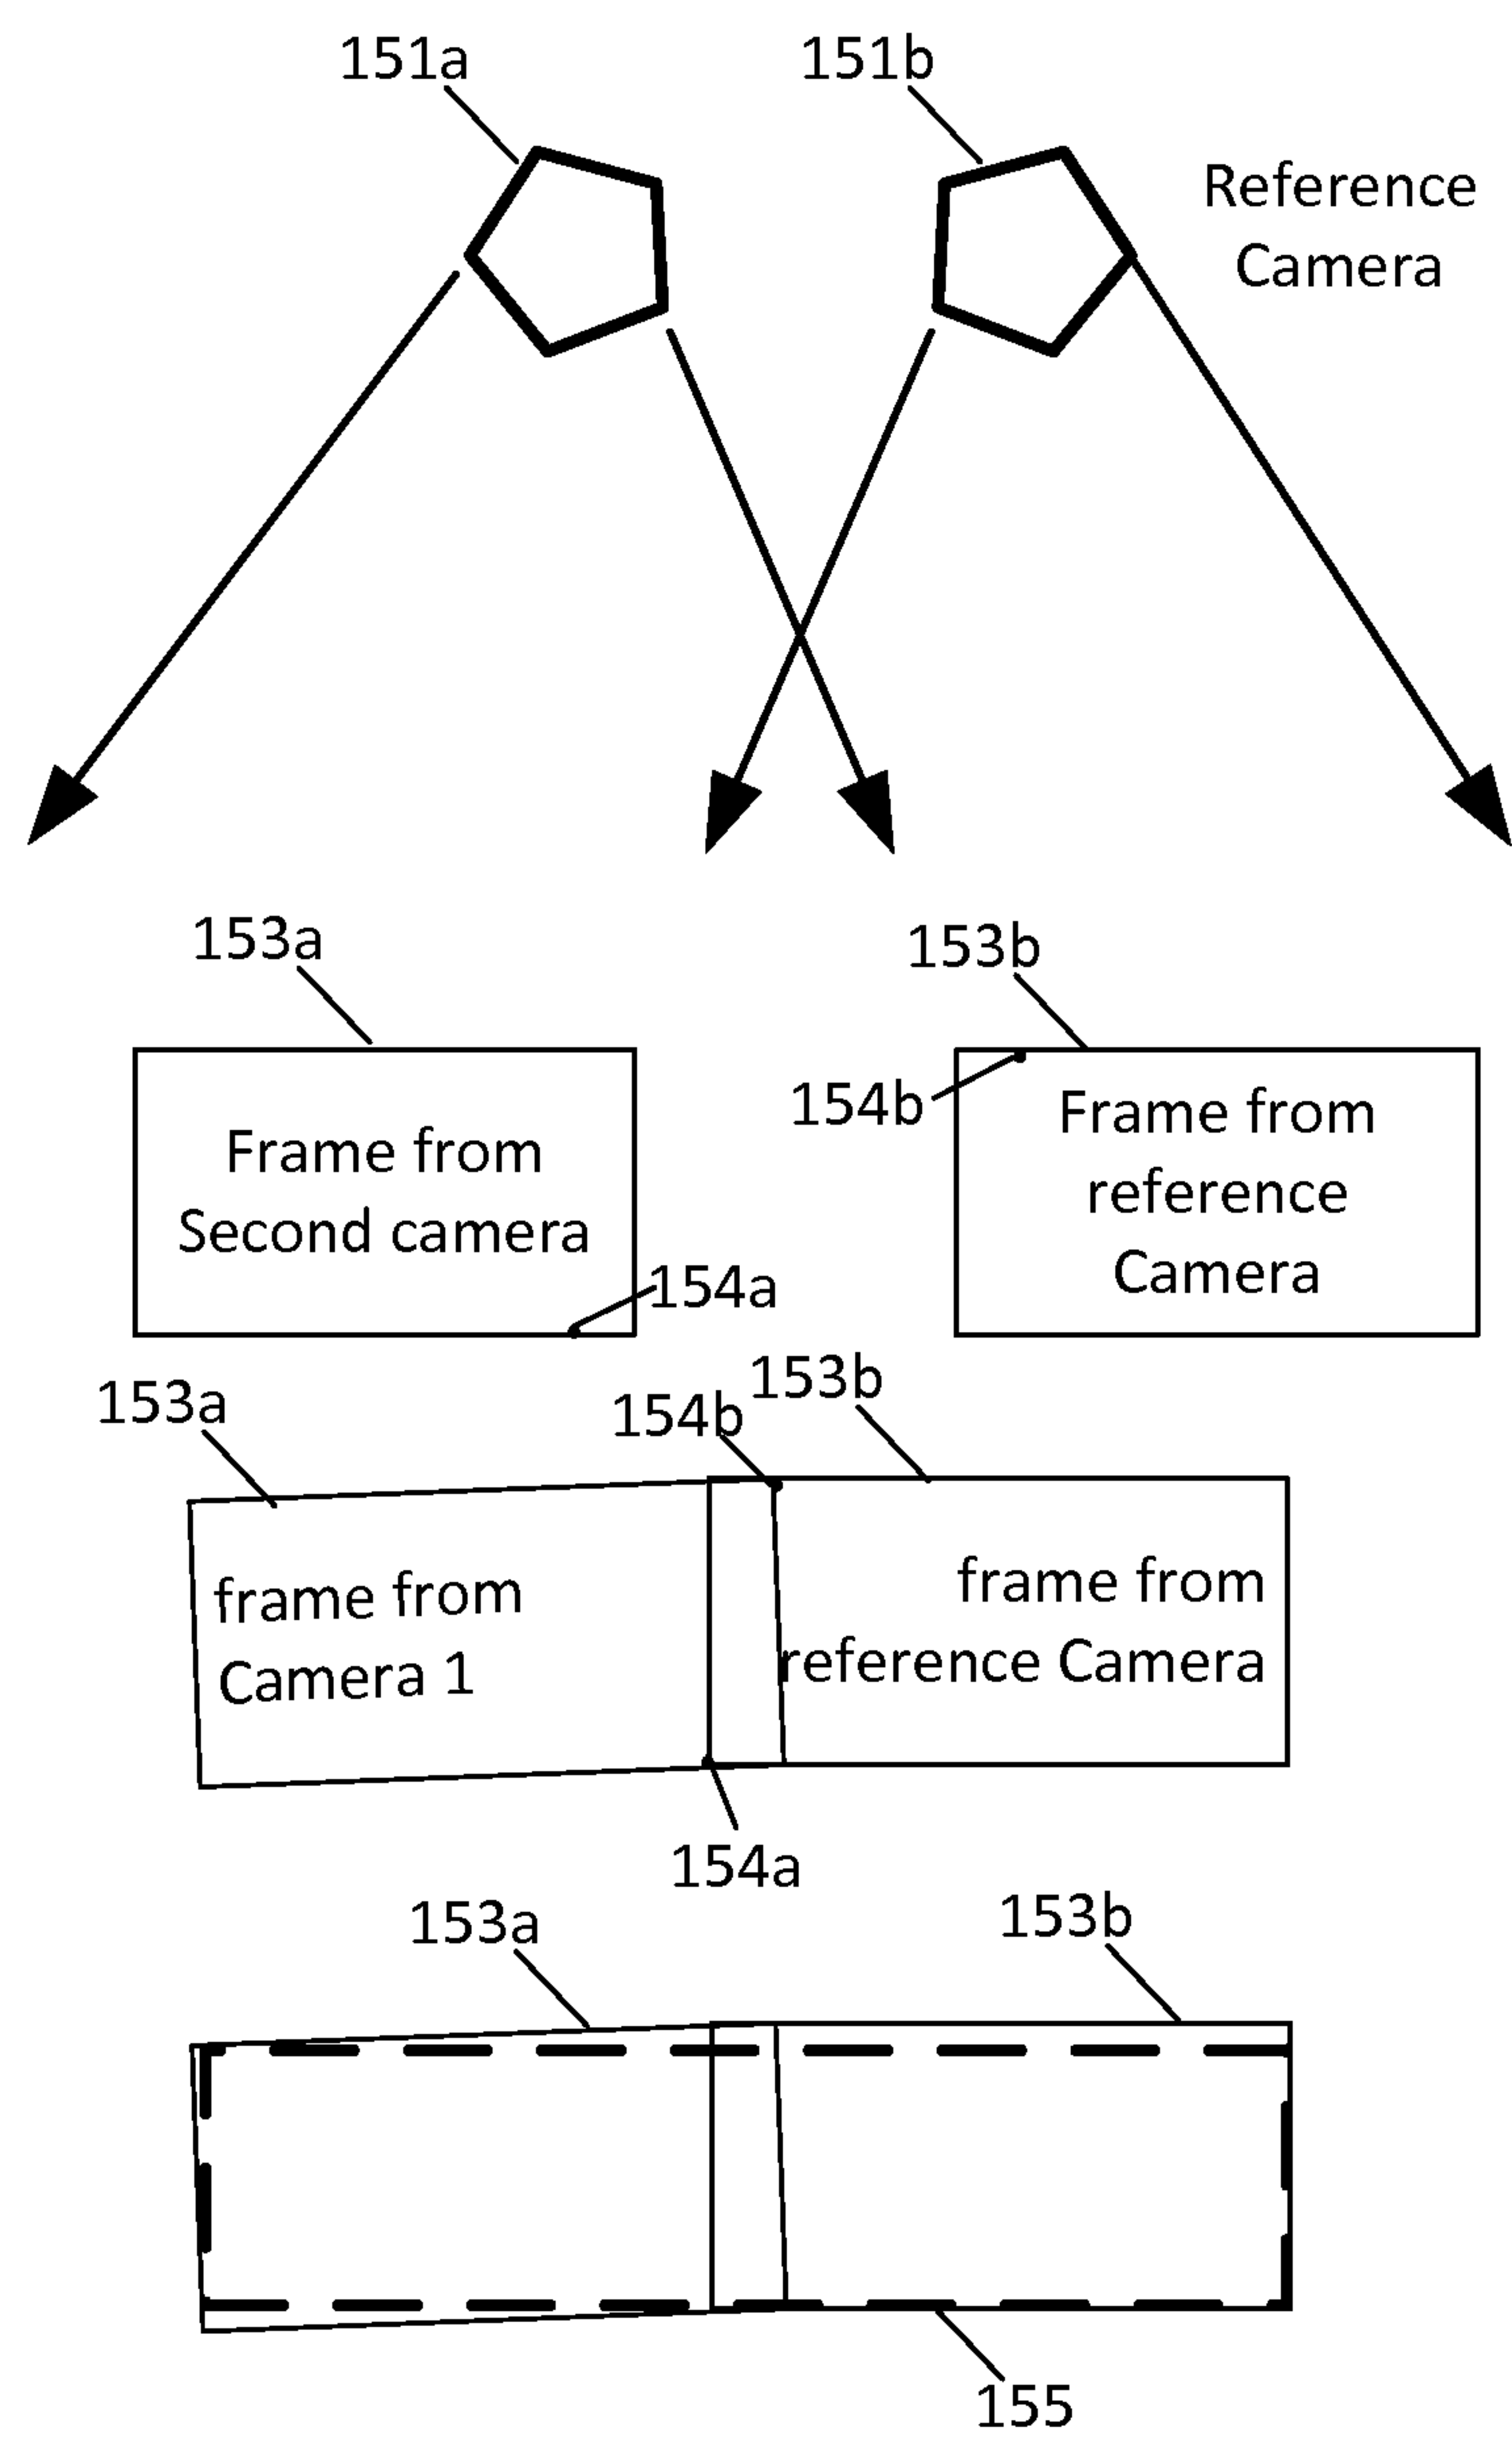 151a
151b
Reference
Camera
153a
153b
154b
Frame from
Second camera
154a
Frame from
reference
Camera
153a
154b
153b
frame from
Camera 1
frame from
reference Camera
154a
153a
153b
155